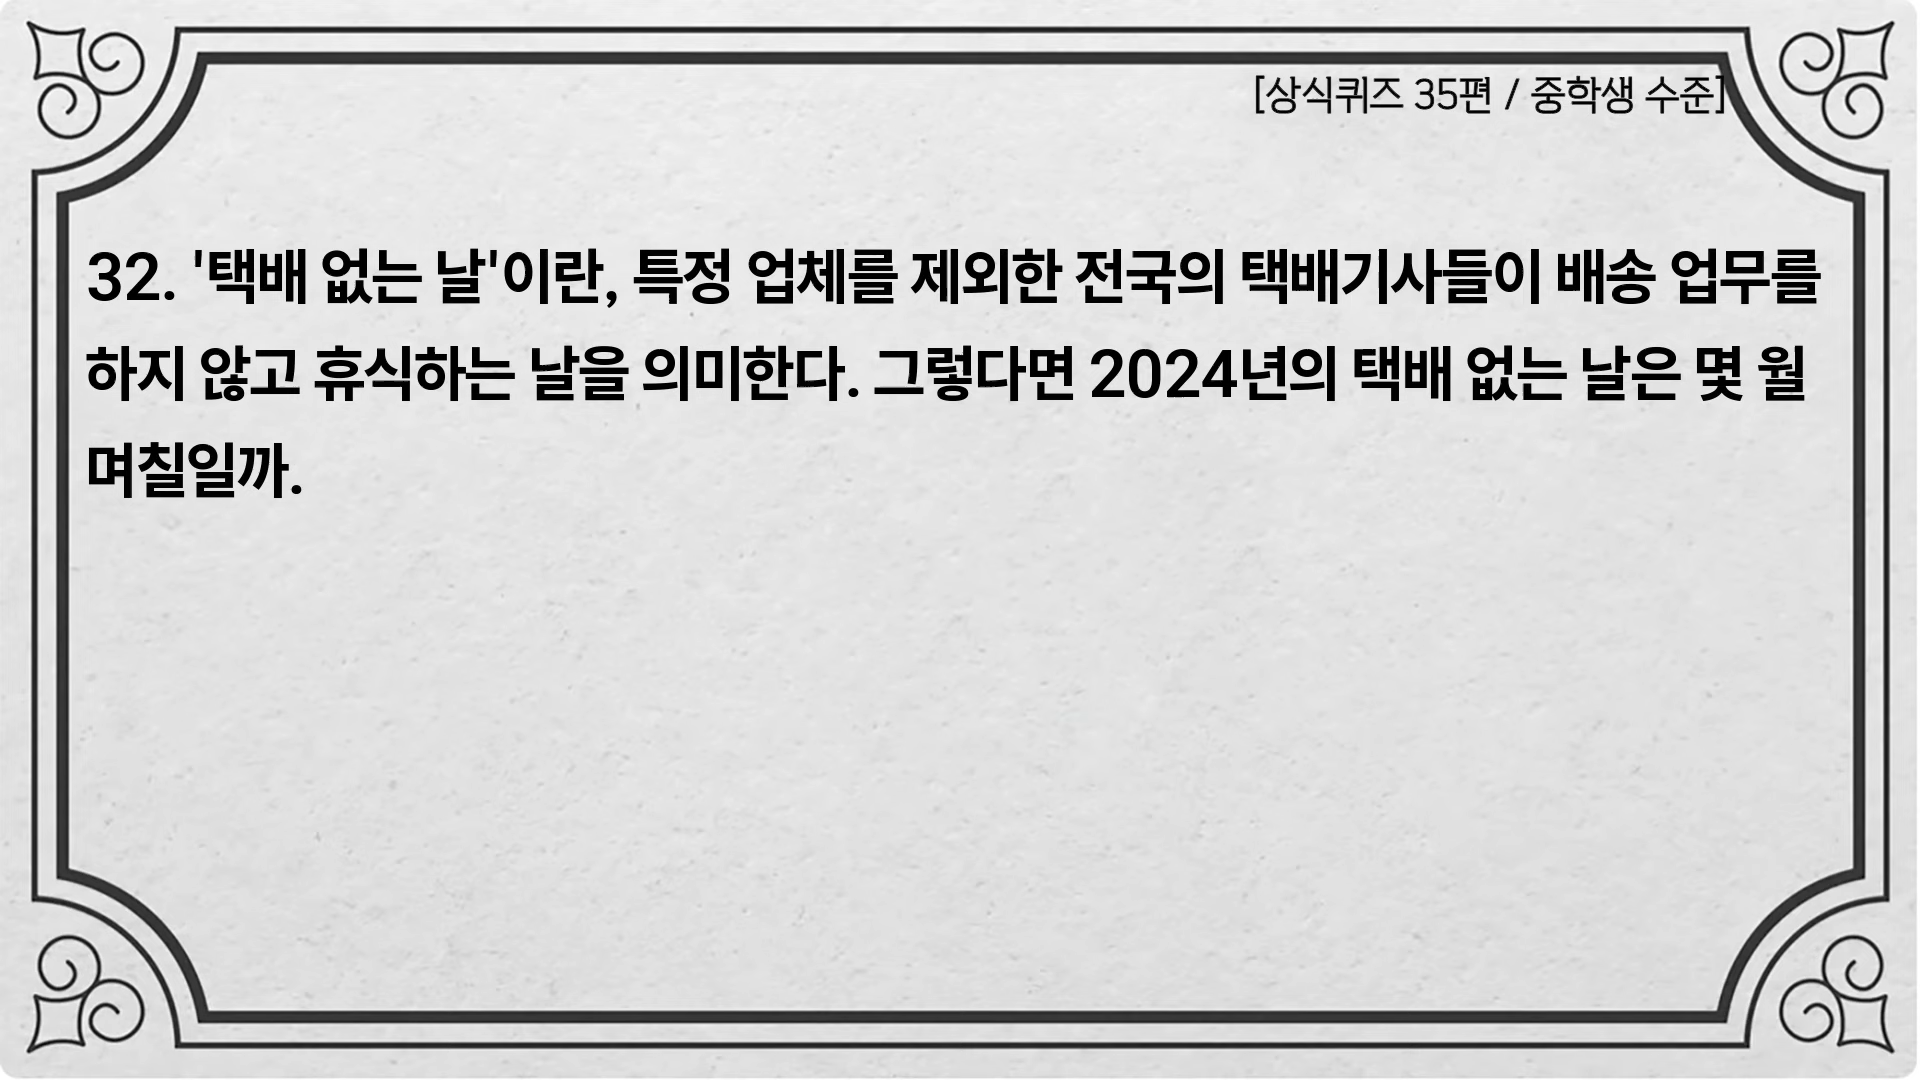 [상식퀴즈 35편 / 중학생 수준]
32. '택배 없는 날'이란, 특정 업체를 제외한 전국의 택배기사들이 배송 업무를
하지 않고 휴식하는 날을 의미한다. 그렇다면 2024년의 택배 없는 날은 몇 월
며칠일까.